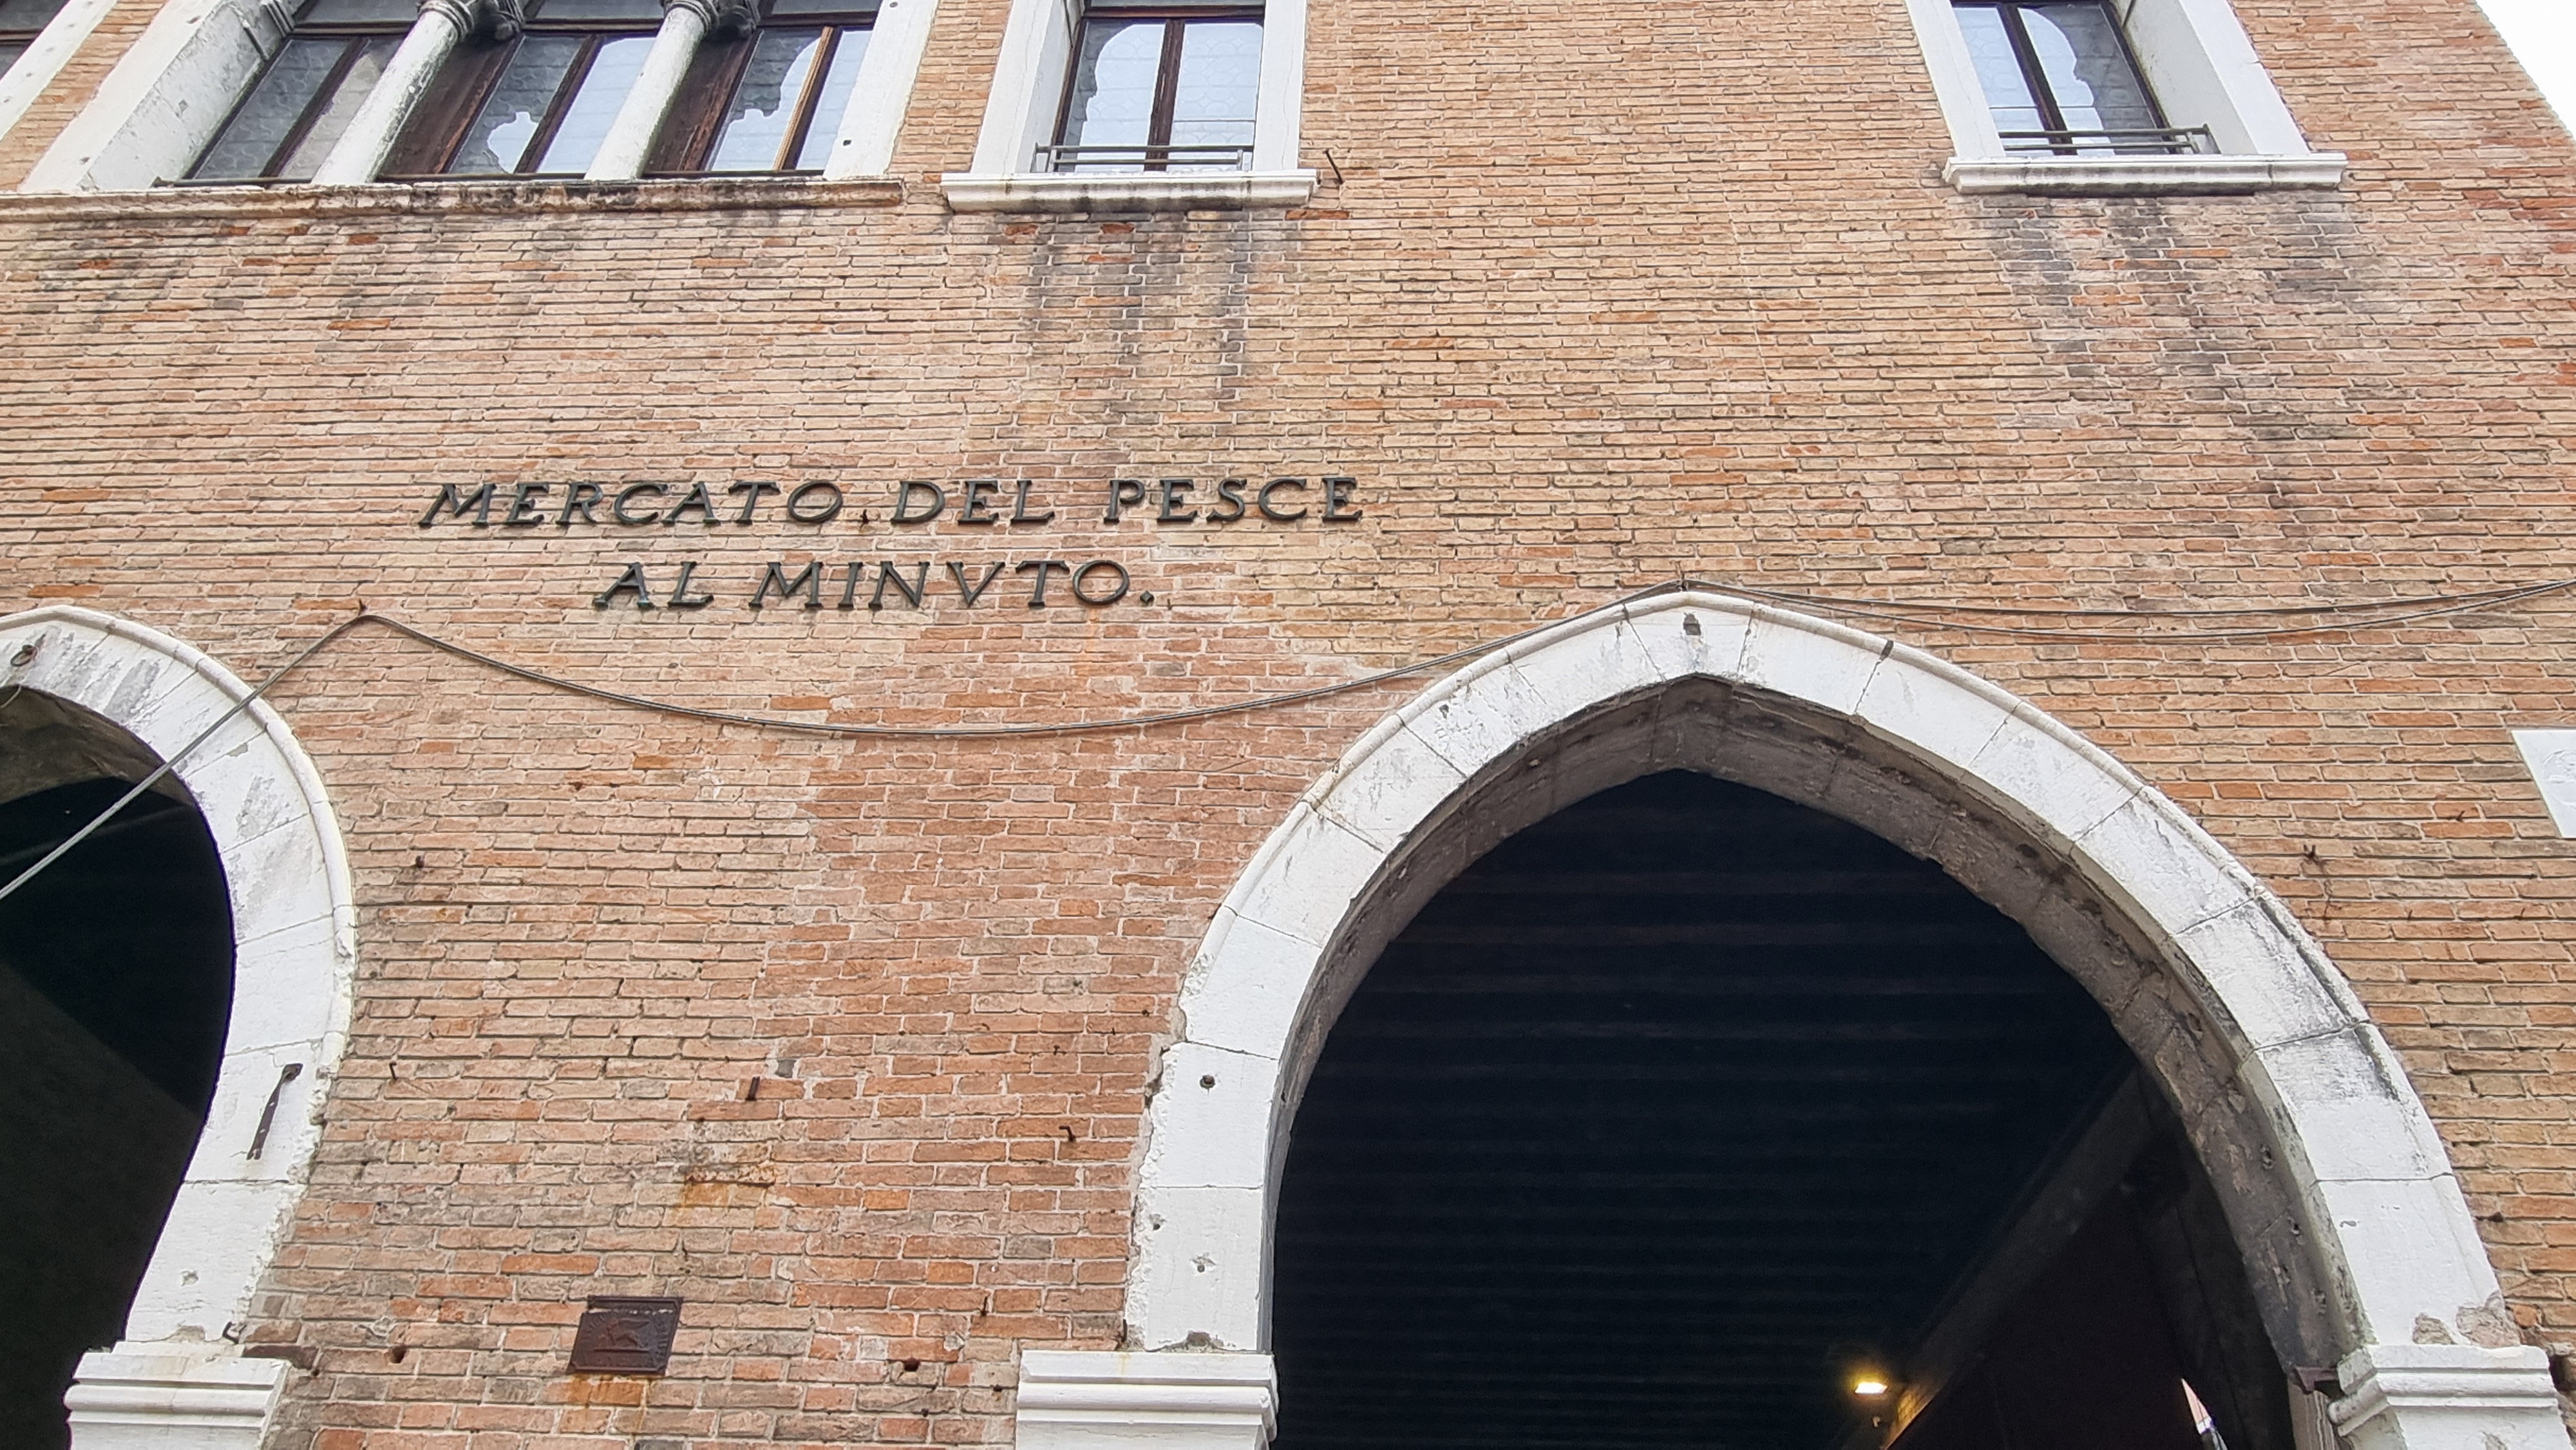 MERCATO DEL PESCE
AL MINVTO.